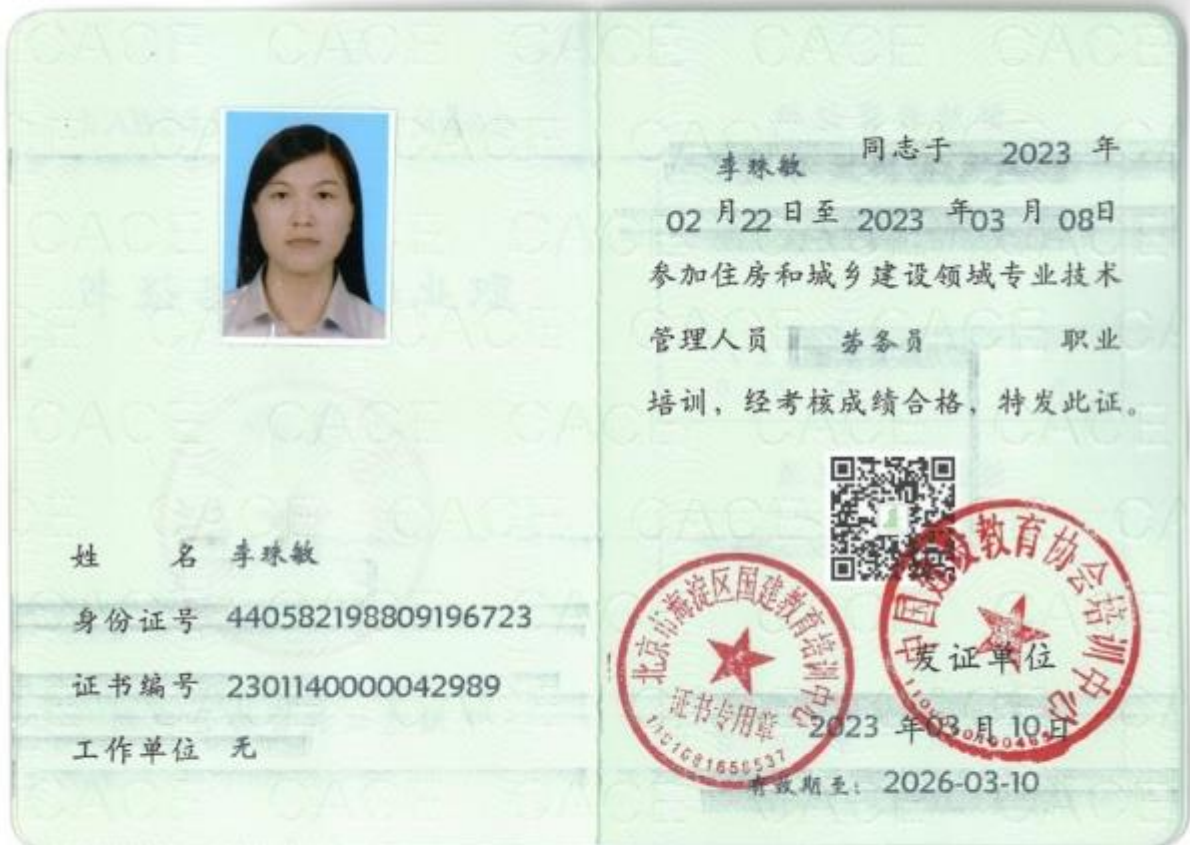 姓 名 李珠敏
身份证号 440582198809196723
证书编号 2301140000042989
工作单位 无
李珠敏 同志于 2023 年
02 月 22 日至 2023 年 03 月 08 日
参加住房和城乡建设领域专业技术
管理人员 劳务员 职业
培训，经考核成绩合格，特发此证。
中国建设教育协会培训中心
北京市海淀区国建教育培训中心
证书专用章
发证单位
2023 年 03 月 10 日
有效期至：2026-03-10
CACE